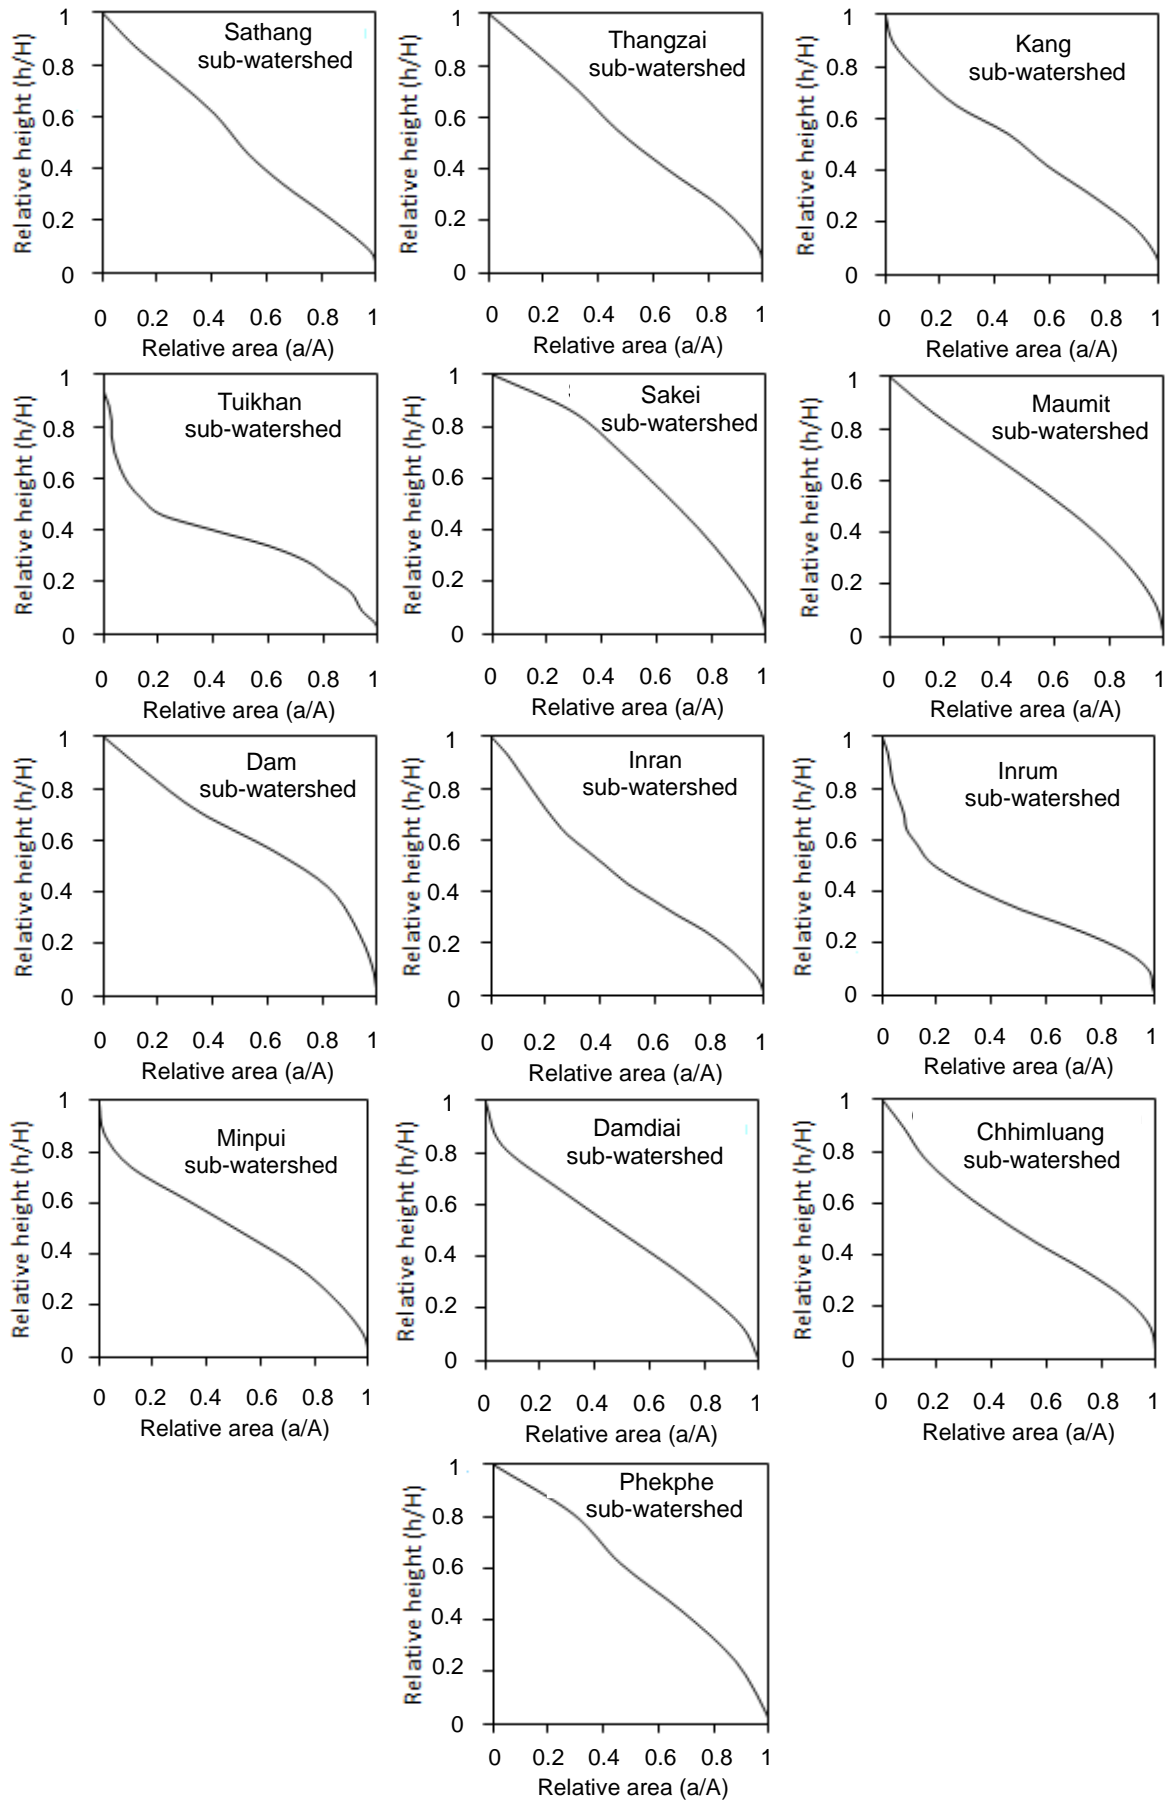 Sathang
sub-watershed
Relative height (h/H)
1
0.8
0.6
0.4
0.2
0
0 0.2 0.4 0.6 0.8 1
Relative area (a/A)
Thangzai
sub-watershed
Relative height (h/H)
1
0.8
0.6
0.4
0.2
0
0 0.2 0.4 0.6 0.8 1
Relative area (a/A)
Kang
sub-watershed
Relative height (h/H)
1
0.8
0.6
0.4
0.2
0
0 0.2 0.4 0.6 0.8 1
Relative area (a/A)
Tuikhan
sub-watershed
Relative height (h/H)
1
0.8
0.6
0.4
0.2
0
0 0.2 0.4 0.6 0.8 1
Relative area (a/A)
Sakei
sub-watershed
Relative height (h/H)
1
0.8
0.6
0.4
0.2
0
0 0.2 0.4 0.6 0.8 1
Relative area (a/A)
Maumit
sub-watershed
Relative height (h/H)
1
0.8
0.6
0.4
0.2
0
0 0.2 0.4 0.6 0.8 1
Relative area (a/A)
Dam
sub-watershed
Relative height (h/H)
1
0.8
0.6
0.4
0.2
0
0 0.2 0.4 0.6 0.8 1
Relative area (a/A)
Inran
sub-watershed
Relative height (h/H)
1
0.8
0.6
0.4
0.2
0
0 0.2 0.4 0.6 0.8 1
Relative area (a/A)
Inrum
sub-watershed
Relative height (h/H)
1
0.8
0.6
0.4
0.2
0
0 0.2 0.4 0.6 0.8 1
Relative area (a/A)
Minpui
sub-watershed
Relative height (h/H)
1
0.8
0.6
0.4
0.2
0
0 0.2 0.4 0.6 0.8 1
Relative area (a/A)
Damdiai
sub-watershed
Relative height (h/H)
1
0.8
0.6
0.4
0.2
0
0 0.2 0.4 0.6 0.8 1
Relative area (a/A)
Chhimluang
sub-watershed
Relative height (h/H)
1
0.8
0.6
0.4
0.2
0
0 0.2 0.4 0.6 0.8 1
Relative area (a/A)
Phekphe
sub-watershed
Relative height (h/H)
1
0.8
0.6
0.4
0.2
0
0 0.2 0.4 0.6 0.8 1
Relative area (a/A)